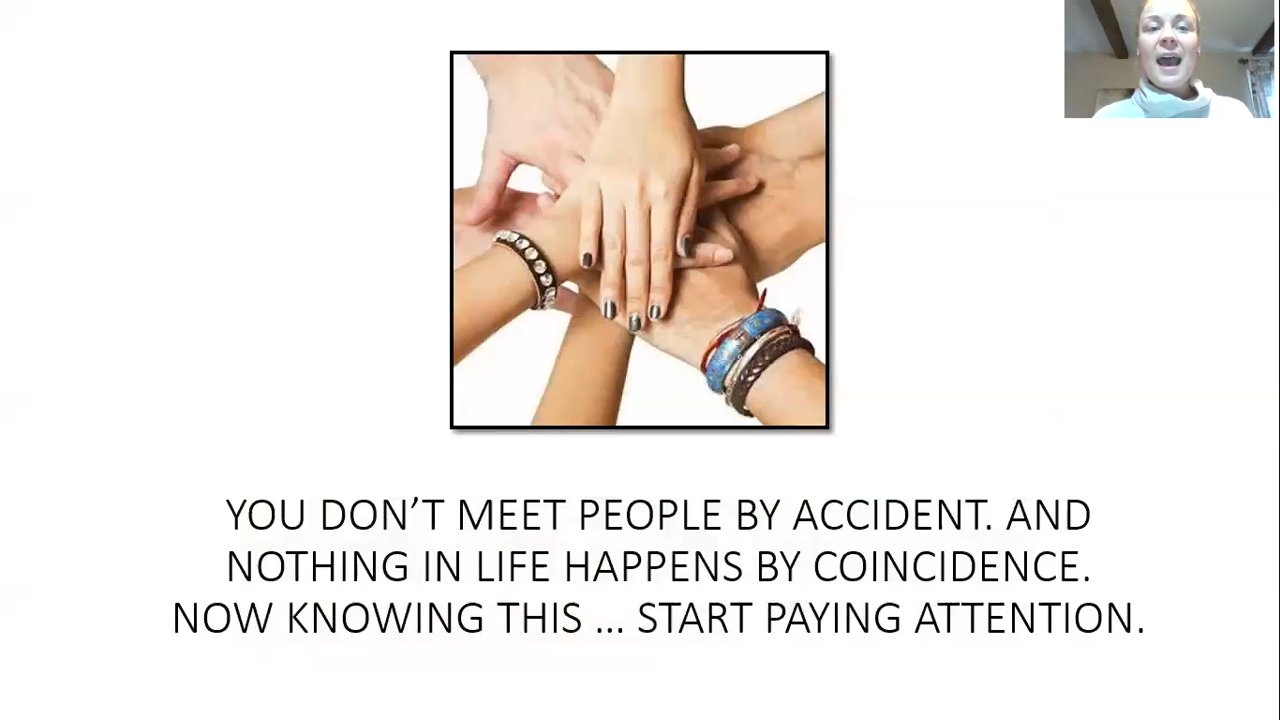 YOU DON’T MEET PEOPLE BY ACCIDENT. AND
NOTHING IN LIFE HAPPENS BY COINCIDENCE.
NOW KNOWING THIS … START PAYING ATTENTION.